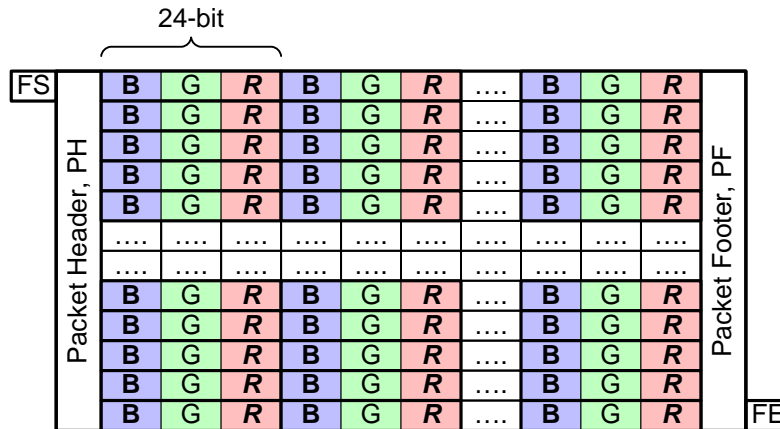 24-bit
FS B G R B G R .... B G R
B G R B G R .... B G R
B G R B G R .... B G R
B G R B G R .... B G R
B G R B G R .... B G R
.... .... .... .... .... .... .... .... .... ....
.... .... .... .... .... .... .... .... .... ....
B G R B G R .... B G R
B G R B G R .... B G R
B G R B G R .... B G R
B G R B G R .... B G R
B G R B G R .... B G R FE
Packet Header, PH
Packet Footer, PF